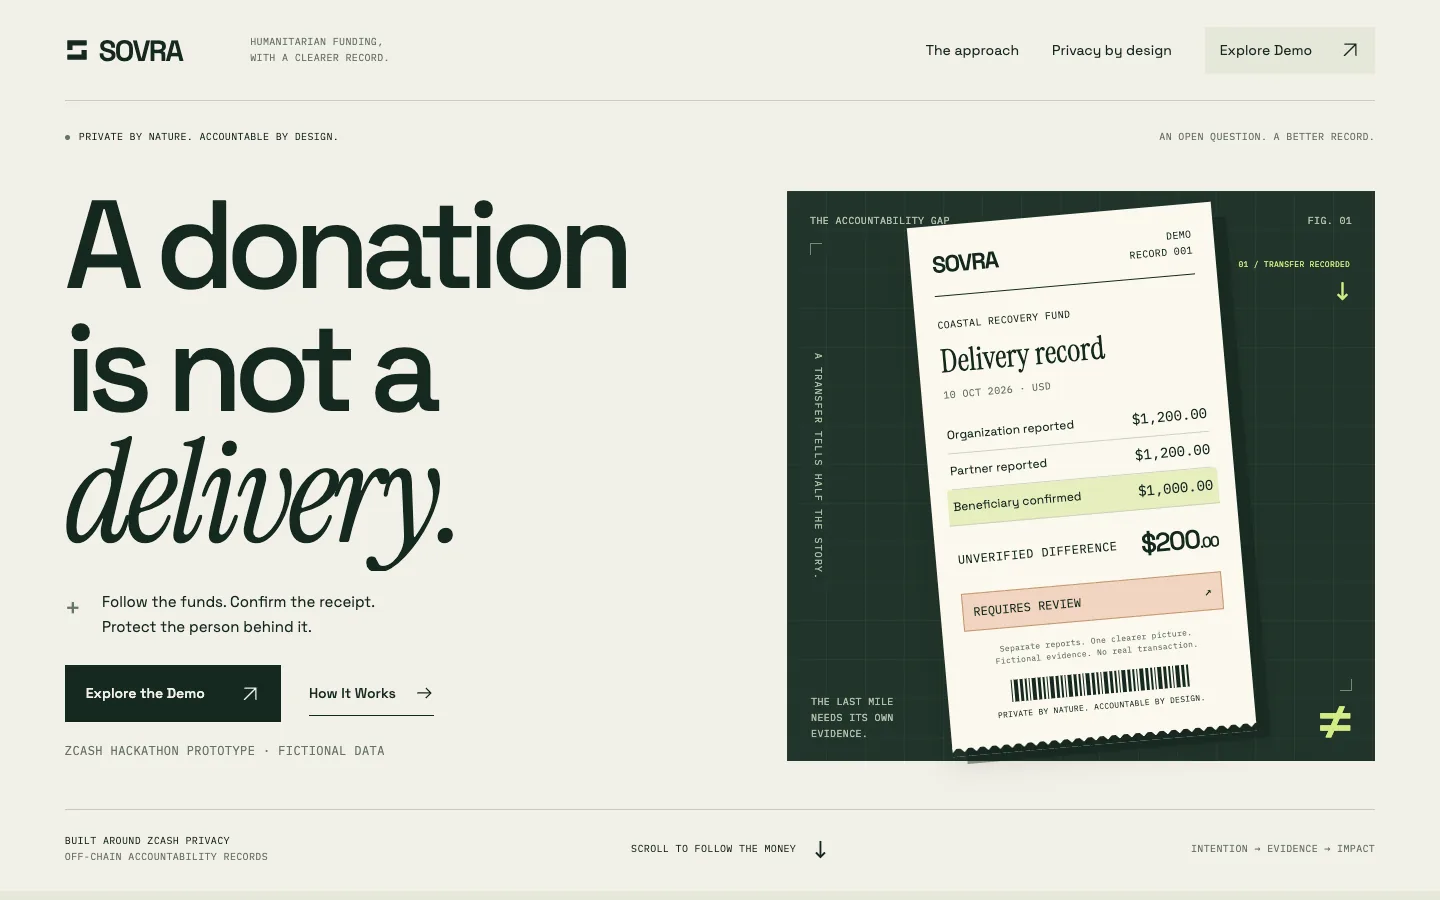 SOVRA
HUMANITARIAN FUNDING,
WITH A CLEARER RECORD.
The approach
Privacy by design
Explore Demo
PRIVATE BY NATURE. ACCOUNTABLE BY DESIGN.
AN OPEN QUESTION. A BETTER RECORD.
A donation
is not a
delivery.
+ Follow the funds. Confirm the receipt.
Protect the person behind it.
Explore the Demo
How It Works →
ZCASH HACKATHON PROTOTYPE · FICTIONAL DATA
THE ACCOUNTABILITY GAP
FIG. 01
01 / TRANSFER RECORDED
↓
A TRANSFER TELLS HALF THE STORY.
SOVRA
DEMO
RECORD 001
COASTAL RECOVERY FUND
Delivery record
10 OCT 2026 · USD
Organization reported $1,200.00
Partner reported $1,200.00
Beneficiary confirmed $1,000.00
UNVERIFIED DIFFERENCE $200.00
REQUIRES REVIEW ↗
Separate reports. One clearer picture.
Fictional evidence. No real transaction.
PRIVATE BY NATURE. ACCOUNTABLE BY DESIGN.
THE LAST MILE
NEEDS ITS OWN
EVIDENCE.
≠
BUILT AROUND ZCASH PRIVACY
OFF-CHAIN ACCOUNTABILITY RECORDS
SCROLL TO FOLLOW THE MONEY ↓
INTENTION → EVIDENCE → IMPACT